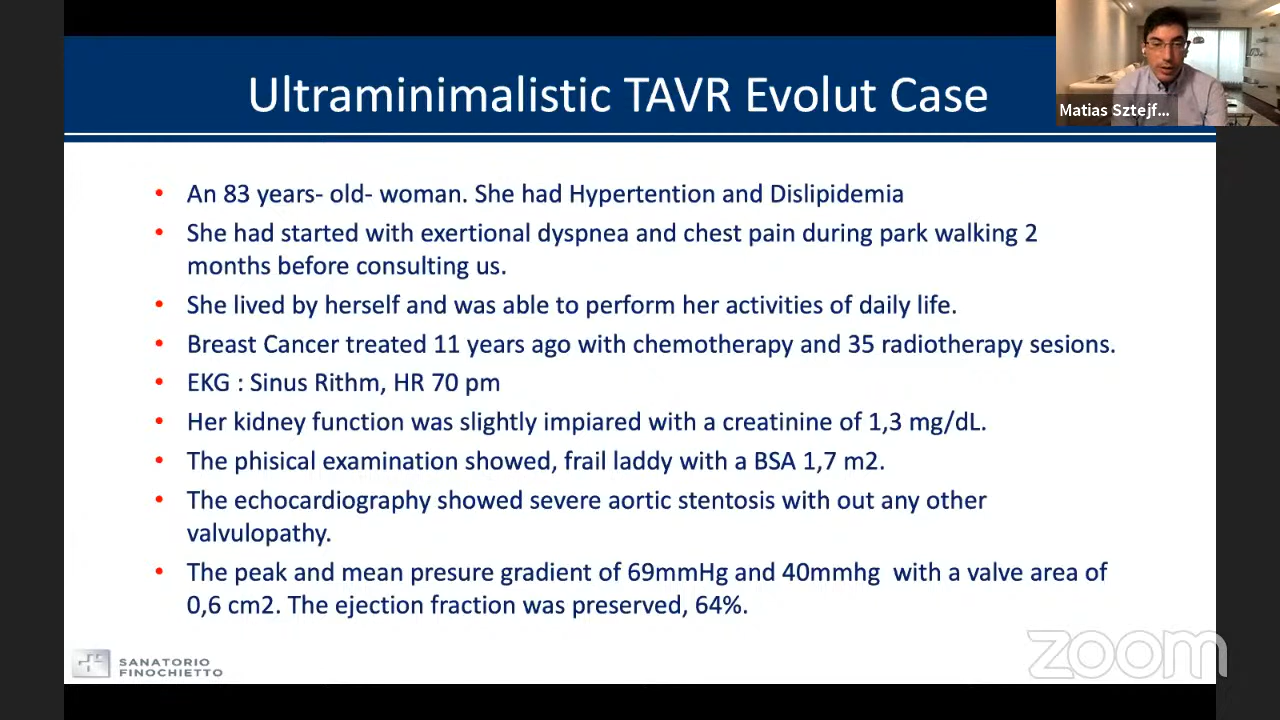 Ultraminimalistic TAVR Evolut Case
Matias Sztejf...
• An 83 years- old- woman. She had Hypertention and Dislipidemia
• She had started with exertional dyspnea and chest pain during park walking 2
months before consulting us.
• She lived by herself and was able to perform her activities of daily life.
• Breast Cancer treated 11 years ago with chemotherapy and 35 radiotherapy sesions.
• EKG : Sinus Rithm, HR 70 pm
• Her kidney function was slightly impiared with a creatinine of 1,3 mg/dL.
• The phisical examination showed, frail laddy with a BSA 1,7 m2.
• The echocardiography showed severe aortic stentosis with out any other
valvulopathy.
• The peak and mean presure gradient of 69mmHg and 40mmhg with a valve area of
0,6 cm2. The ejection fraction was preserved, 64%.
SANATORIO
FINOCHIETTO
zoom